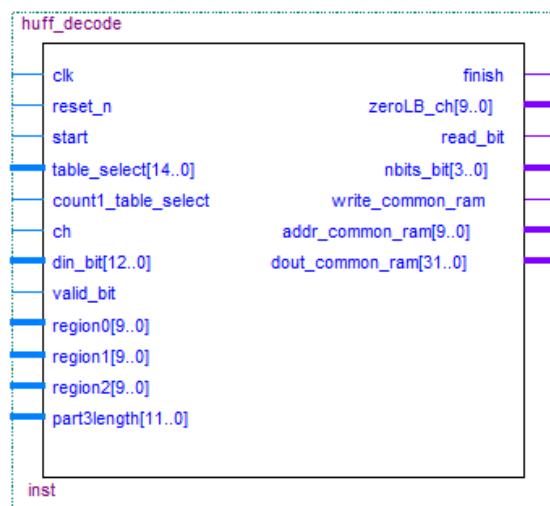 huff_decode
clk
finish
reset_n
zeroLB_ch[9..0]
start
read_bit
table_select[14..0]
nbits_bit[3..0]
count1_table_select
write_common_ram
ch
addr_common_ram[9..0]
din_bit[12..0]
dout_common_ram[31..0]
valid_bit
region0[9..0]
region1[9..0]
region2[9..0]
part3length[11..0]
inst